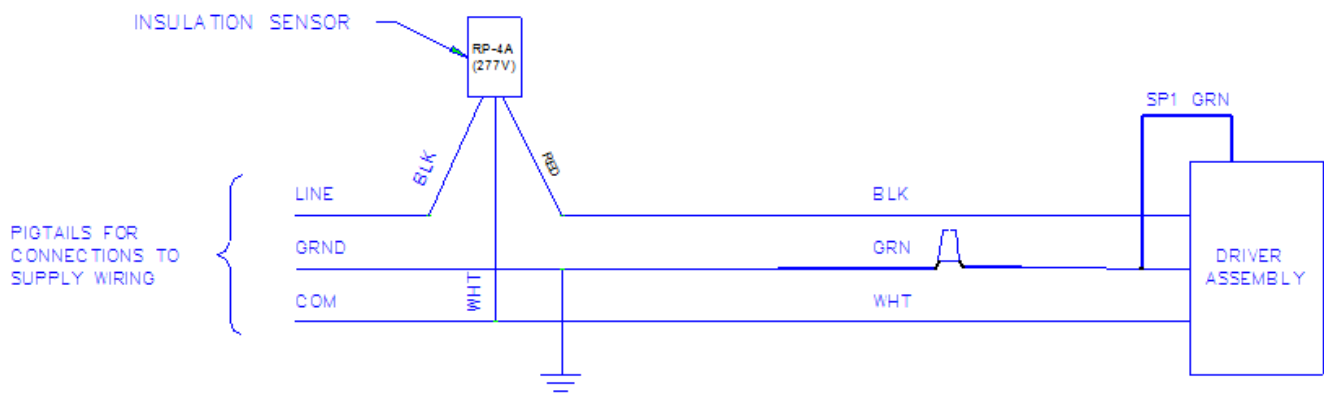 INSULATION SENSOR
RP-4A
(277V)
SP1 GRN
BLK
RED
LINE
BLK
PIGTAILS FOR
CONNECTIONS TO
SUPPLY WIRING
GRND
GRN
DRIVER
ASSEMBLY
COM
WHT
WHT